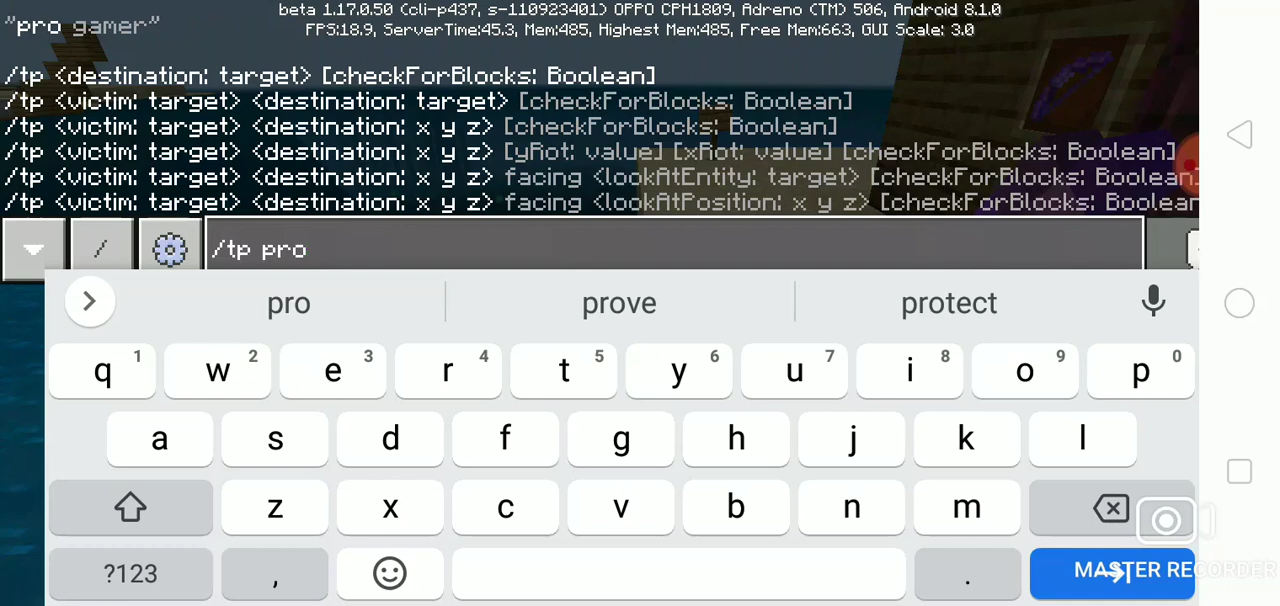 beta 1.17.0.50 (cli-p437, s-110923401) OPPO CPH1809, Adreno (TM) 506, Android 8.1.0
"pro gamer"
FPS:18.9, ServerTime:45.3, Mem:485, Highest Mem:485, Free Mem:663, GUI Scale: 3.0
/tp <destination: target> [checkForBlocks: Boolean]
/tp <victim: target> <destination: target> [checkForBlocks: Boolean]
/tp <victim: target> <destination: x y z> [checkForBlocks: Boolean]
/tp <victim: target> <destination: x y z> [yRot: value] [xRot: value] [checkForBlocks: Boolean]
/tp <victim: target> <destination: x y z> facing <lookAtEntity: target> [checkForBlocks: Boolean]
/tp <victim: target> <destination: x y z> facing <lookAtPosition: x y z> [checkForBlocks: Boolean
/ /tp pro
pro prove protect
q 1 w 2 e 3 r 4 t 5 y 6 u 7 i 8 o 9 p 0
a s d f g h j k l
z x c v b n m
?123 , . MASTER RECORDER